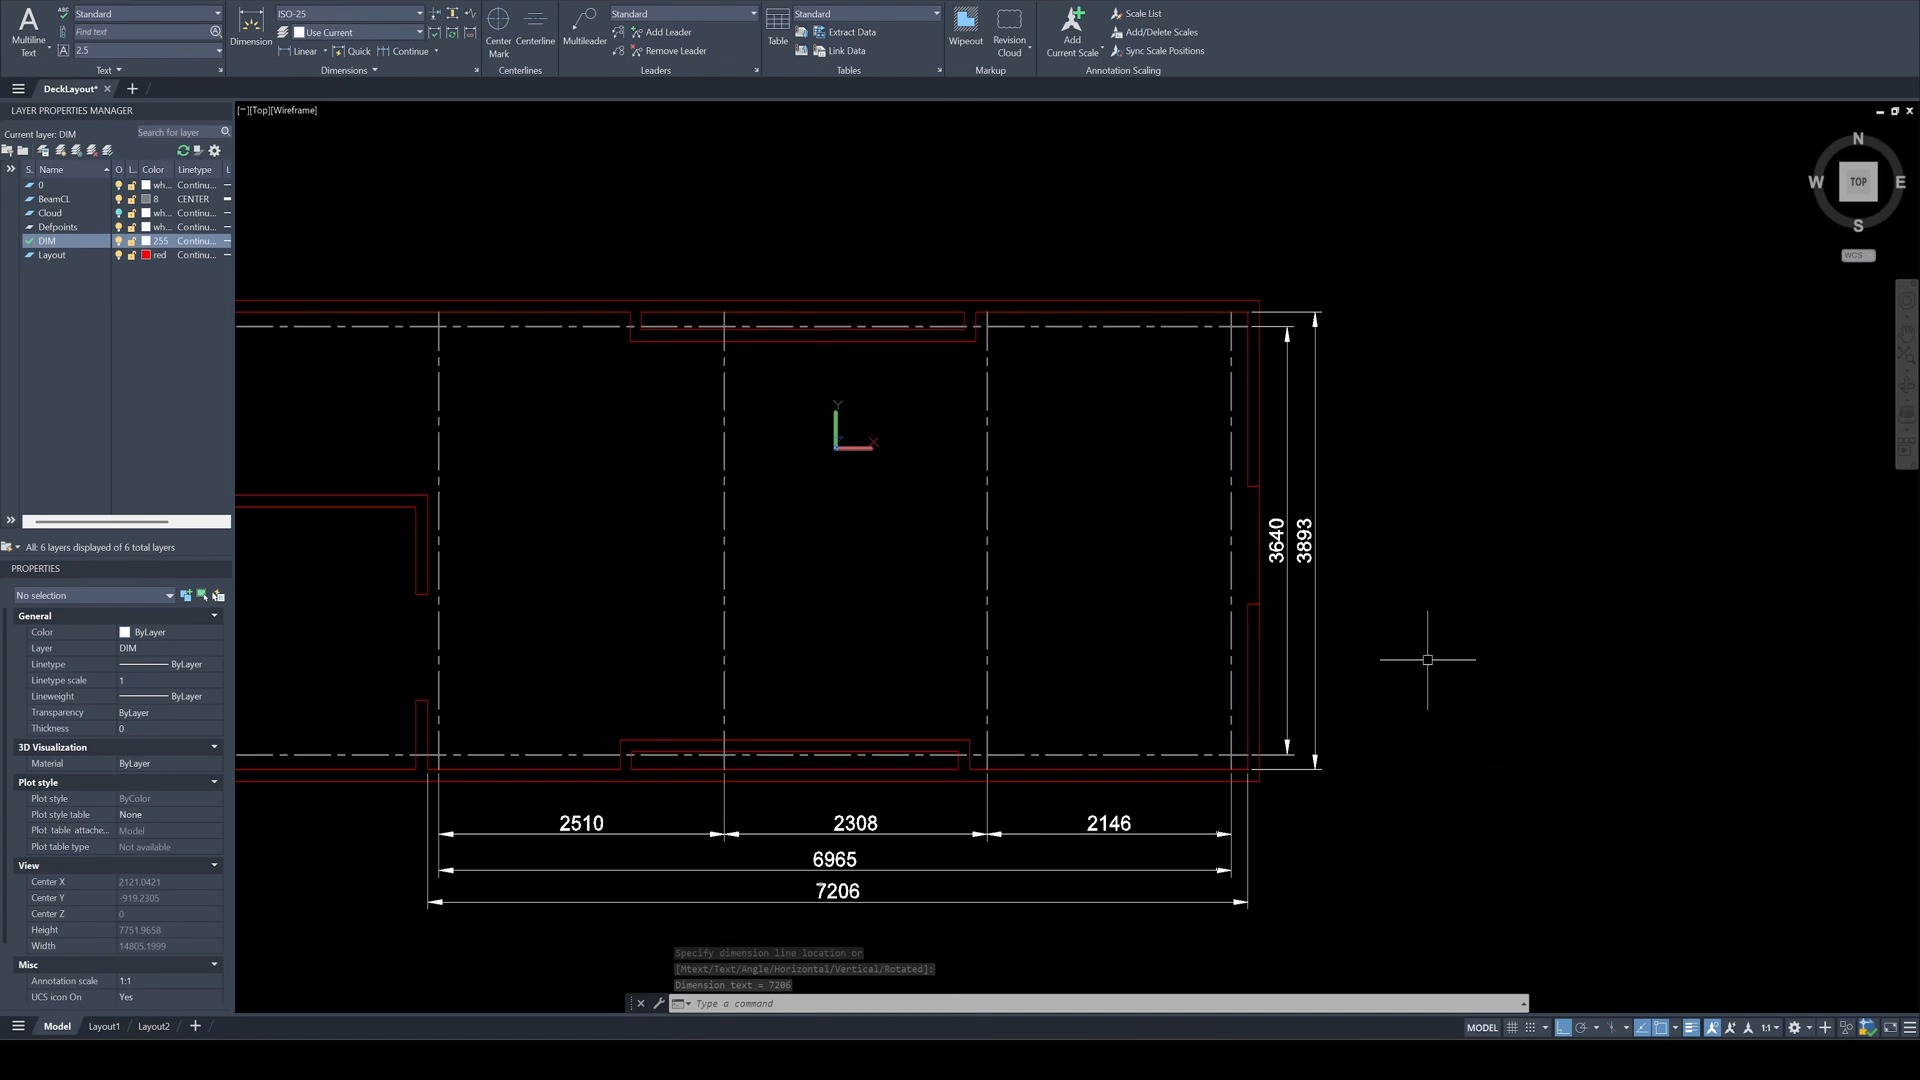 A Standard ISO-25 Standard Standard Scale List
Find text Use Current Add Leader Extract Data Add/Delete Scales
Multiline Text 2.5 Dimension Linear Quick Continue Center Mark Centerline Multileader Remove Leader Table Link Data Wipeout Revision Cloud Add Current Scale Sync Scale Positions
Text Dimensions Centerlines Leaders Tables Markup Annotation Scaling
DeckLayout*
LAYER PROPERTIES MANAGER
[−][Top][Wireframe]
Current layer: DIM Search for layer
S. Name O. L. Color Linetype L
0 wh... Continu...
BeamCL 8 CENTER
Cloud wh... Continu...
Defpoints wh... Continu...
DIM 255 Continu...
Layout red Continu...
All: 6 layers displayed of 6 total layers
PROPERTIES
No selection
General
Color ByLayer
Layer DIM
Linetype ByLayer
Linetype scale 1
Lineweight ByLayer
Transparency ByLayer
Thickness 0
3D Visualization
Material ByLayer
Plot style
Plot style ByColor
Plot style table None
Plot table attache... Model
Plot table type Not available
View
Center X 2121.0421
Center Y -919.2305
Center Z 0
Height 7751.9658
Width 14805.1999
Misc
Annotation scale 1:1
UCS icon On Yes
N
W TOP E
S
WCS
Y
X
3640
3893
2510 2308 2146
6965
7206
Specify dimension line location or
[Mtext/Text/Angle/Horizontal/Vertical/Rotated]:
Dimension text = 7206
Type a command
Model Layout1 Layout2
MODEL 1:1